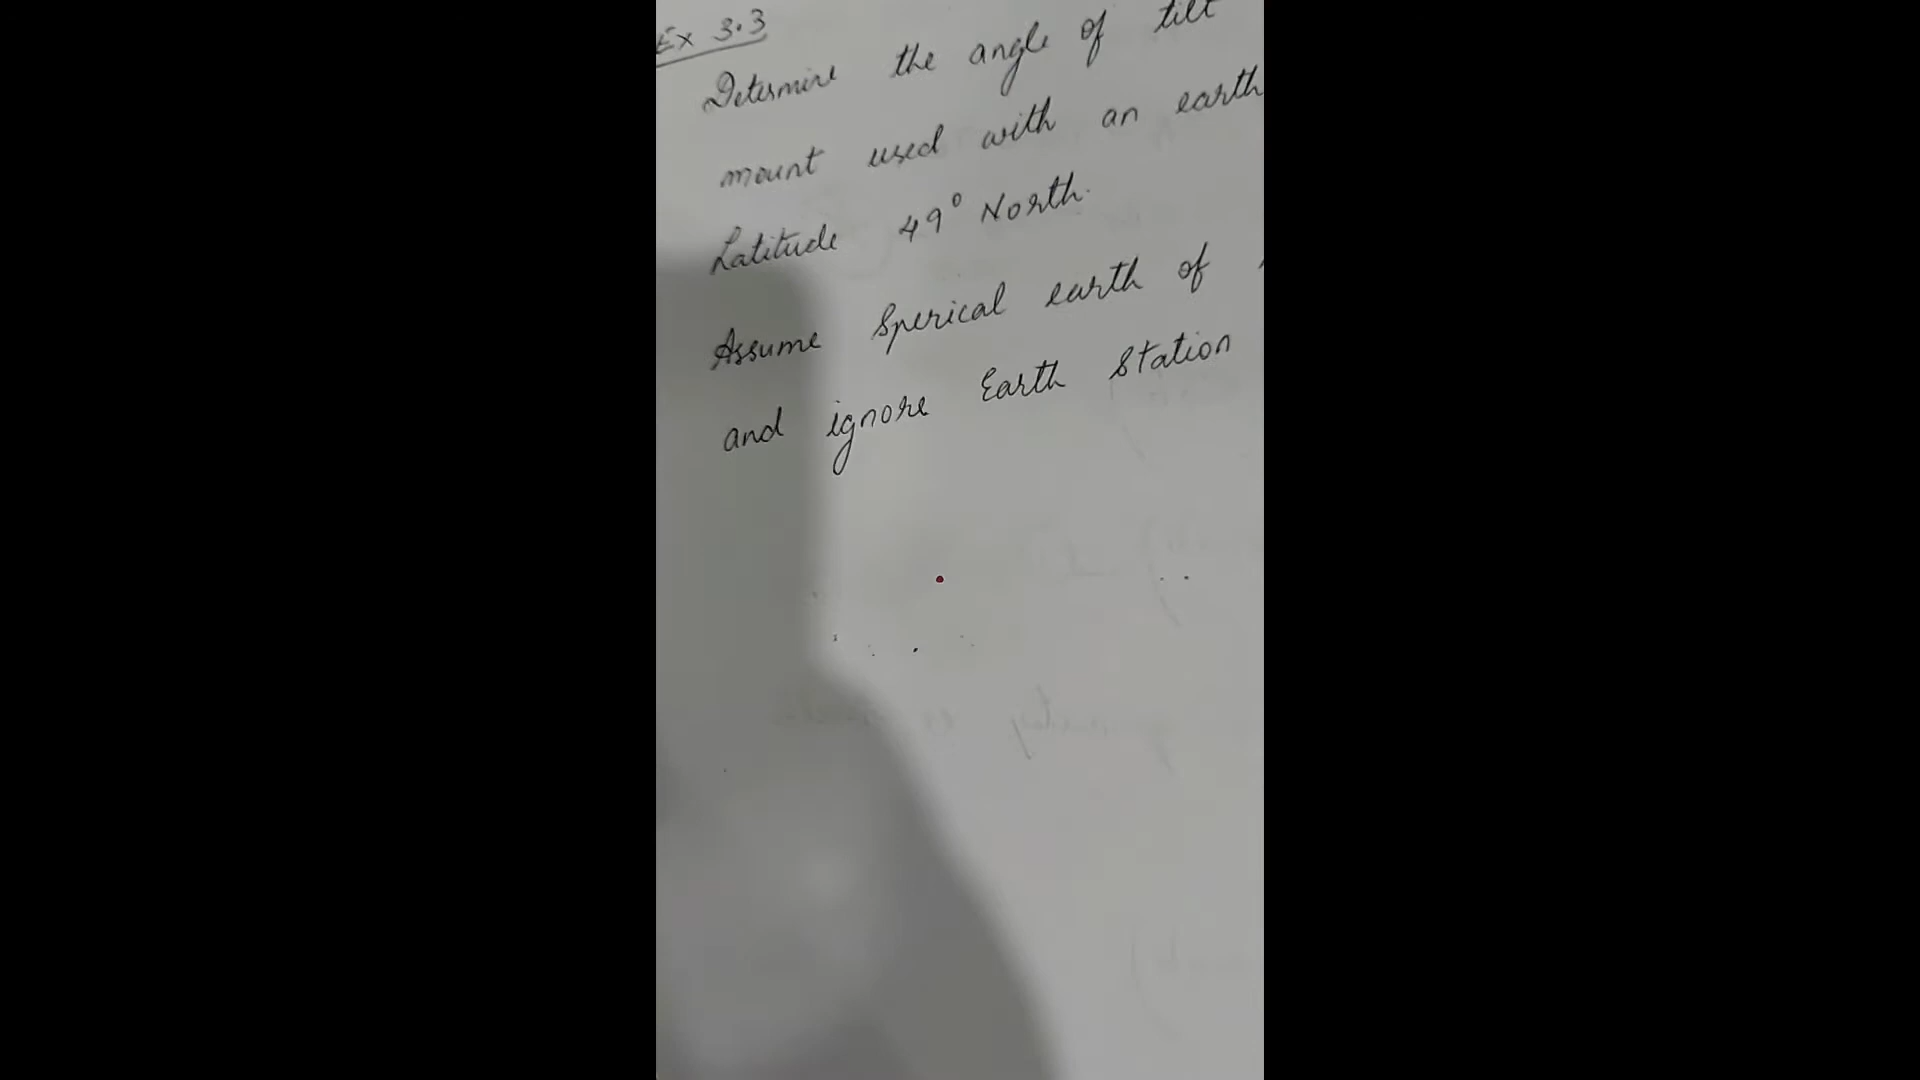 Ex 3.3
Determine the angle of tilt
mount used with an earth
Latitude 49° North.
Assume Sperical earth of
and ignore Earth Station